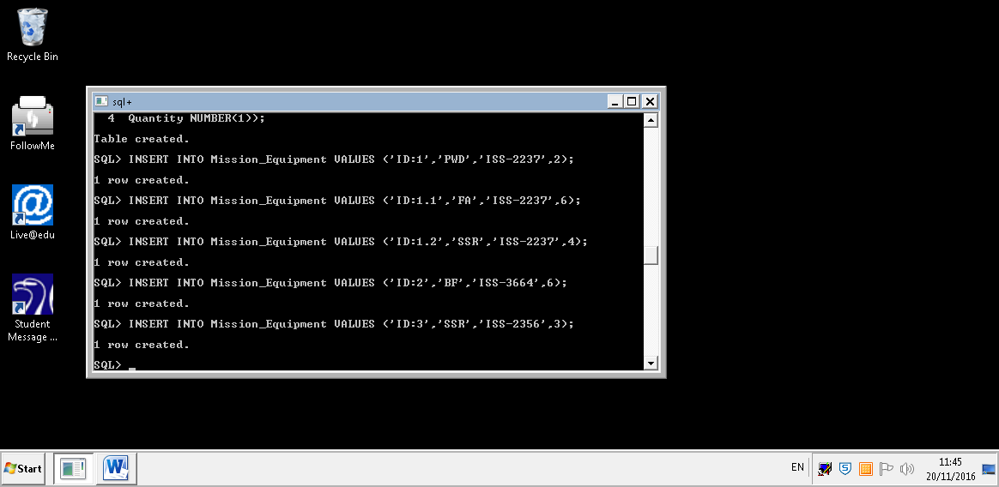 Recycle Bin
FollowMe
Live@edu
Student
Message ...
sql+
4 Quantity NUMBER(1));
Table created.
SQL> INSERT INTO Mission_Equipment VALUES ('ID:1','PWD','ISS-2237',2);
1 row created.
SQL> INSERT INTO Mission_Equipment VALUES ('ID:1.1','FA','ISS-2237',6);
1 row created.
SQL> INSERT INTO Mission_Equipment VALUES ('ID:1.2','SSR','ISS-2237',4);
1 row created.
SQL> INSERT INTO Mission_Equipment VALUES ('ID:2','BF','ISS-3664',6);
1 row created.
SQL> INSERT INTO Mission_Equipment VALUES ('ID:3','SSR','ISS-2356',3);
1 row created.
SQL> _
Start
EN
11:45
20/11/2016